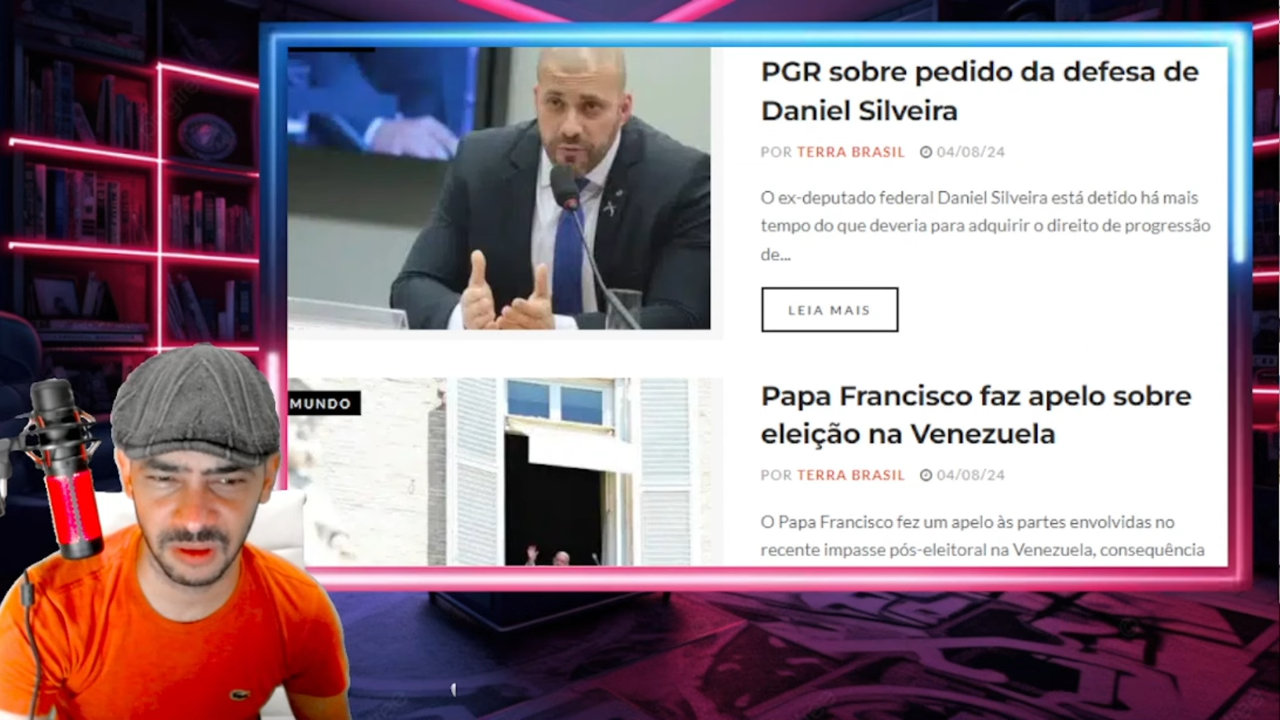 PGR sobre pedido da defesa de
Daniel Silveira
POR TERRA BRASIL 04/08/24
O ex-deputado federal Daniel Silveira está detido há mais
tempo do que deveria para adquirir o direito de progressão
de...
LEIA MAIS
MUNDO
Papa Francisco faz apelo sobre
eleição na Venezuela
POR TERRA BRASIL 04/08/24
O Papa Francisco fez um apelo às partes envolvidas no
recente impasse pós-eleitoral na Venezuela, consequência